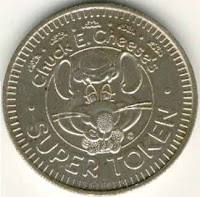 Chuck E. Cheese's
· SUPER TOKEN ·